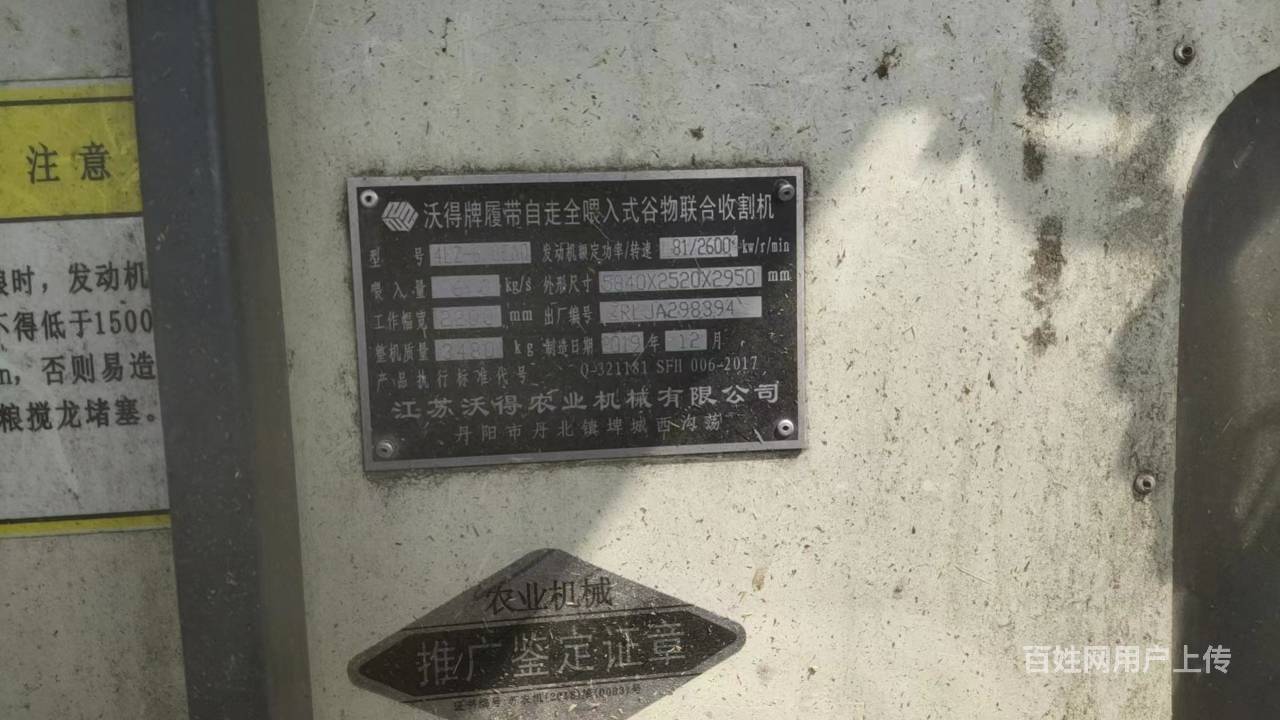 注意
时，发动机
不得低于1500
n, 否则易造
粮搅龙堵塞。
沃得牌履带自走全喂入式谷物联合收割机
型 号 发动机额定功率/转速 81/2600 kw/r/min
喂入量 kg/s 外形尺寸 5840X2520X2950 mm
工作幅宽 mm 出厂编号 JA298394
整机质量 kg 制造日期 2019 年 12 月
产品执行标准代号 Q-321181 SFH 006-2017
江苏沃得农业机械有限公司
丹阳市丹北镇埤城西沟荡
农业机械
推广鉴定证章
证书编号
百姓网用户上传